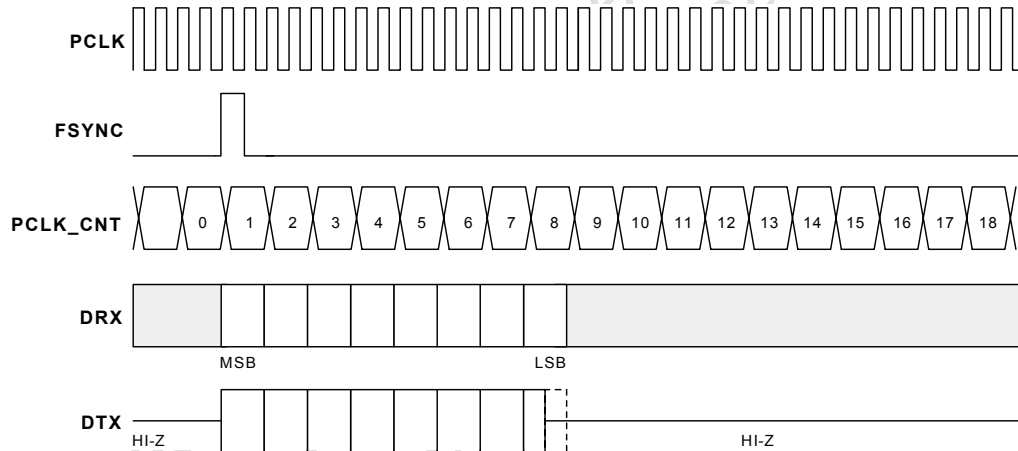 PCLK
FSYNC
PCLK_CNT 0 1 2 3 4 5 6 7 8 9 10 11 12 13 14 15 16 17 18
DRX
MSB LSB
DTX
HI-Z HI-Z